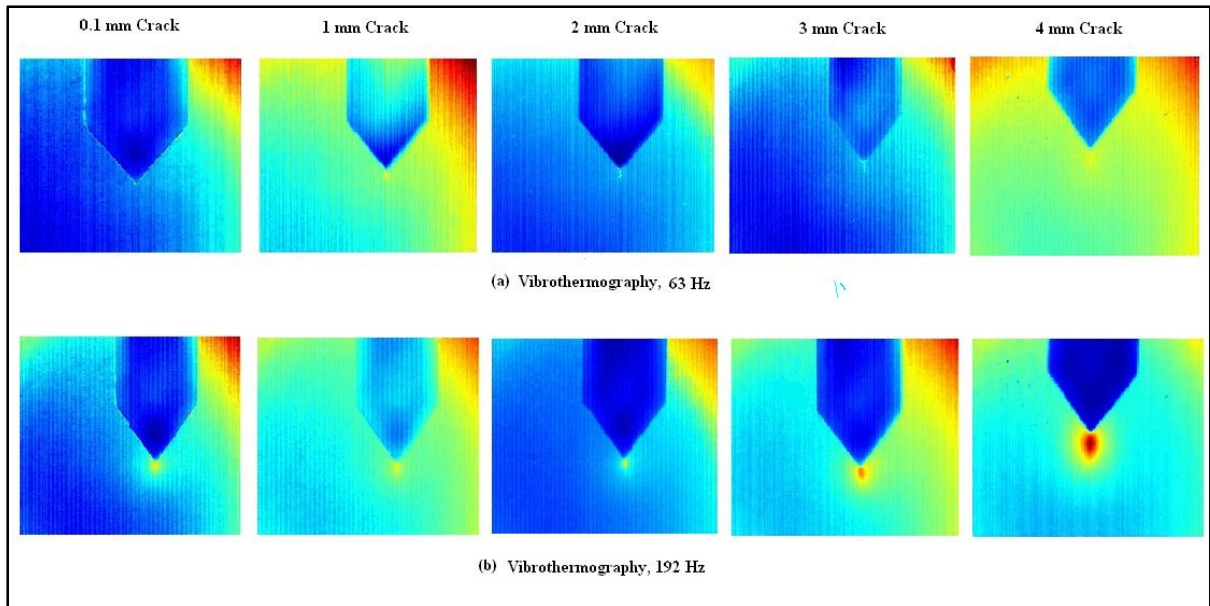 0.1 mm Crack 1 mm Crack 2 mm Crack 3 mm Crack 4 mm Crack
(a) Vibrothermography, 63 Hz
(b) Vibrothermography, 192 Hz